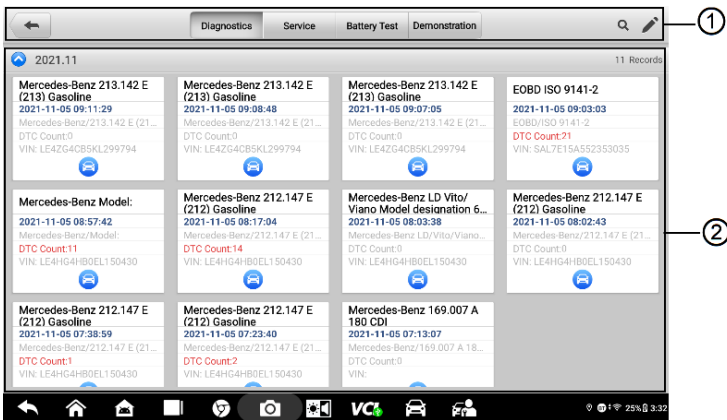 Diagnostics Service Battery Test Demonstration
1
2021.11 11 Records
Mercedes-Benz 213.142 E
(213) Gasoline
2021-11-05 09:11:29
Mercedes-Benz/213.142 E (21...
DTC Count:0
VIN: LE4ZG4CB5KL299794
Mercedes-Benz 213.142 E
(213) Gasoline
2021-11-05 09:08:48
Mercedes-Benz/213.142 E (21...
DTC Count:0
VIN: LE4ZG4CB5KL299794
Mercedes-Benz 213.142 E
(213) Gasoline
2021-11-05 09:07:05
Mercedes-Benz/213.142 E (21...
DTC Count:0
VIN: LE4ZG4CB5KL299794
EOBD ISO 9141-2
2021-11-05 09:03:03
EOBD/ISO 9141-2
DTC Count:21
VIN: SAL7E15A552353035
Mercedes-Benz Model:
2021-11-05 08:57:42
Mercedes-Benz/Model:
DTC Count:11
VIN: LE4HG4HB0EL150430
Mercedes-Benz 212.147 E
(212) Gasoline
2021-11-05 08:17:04
Mercedes-Benz/212.147 E (21...
DTC Count:14
VIN: LE4HG4HB0EL150430
Mercedes-Benz LD Vito/
Viano Model designation 6...
2021-11-05 08:03:38
Mercedes-Benz LD/Vito/Viano...
DTC Count:0
VIN: LE4HG4HB0EL150430
Mercedes-Benz 212.147 E
(212) Gasoline
2021-11-05 08:02:43
Mercedes-Benz/212.147 E (21...
DTC Count:0
VIN: LE4HG4HB0EL150430
2
Mercedes-Benz 212.147 E
(212) Gasoline
2021-11-05 07:38:59
Mercedes-Benz/212.147 E (21...
DTC Count:1
VIN: LE4HG4HB0EL150430
Mercedes-Benz 212.147 E
(212) Gasoline
2021-11-05 07:23:40
Mercedes-Benz/212.147 E (21...
DTC Count:2
VIN: LE4HG4HB0EL150430
Mercedes-Benz 169.007 A
180 CDI
2021-11-05 07:13:07
Mercedes-Benz/169.007 A 18...
DTC Count:0
VIN:
VCI 25% 3:32